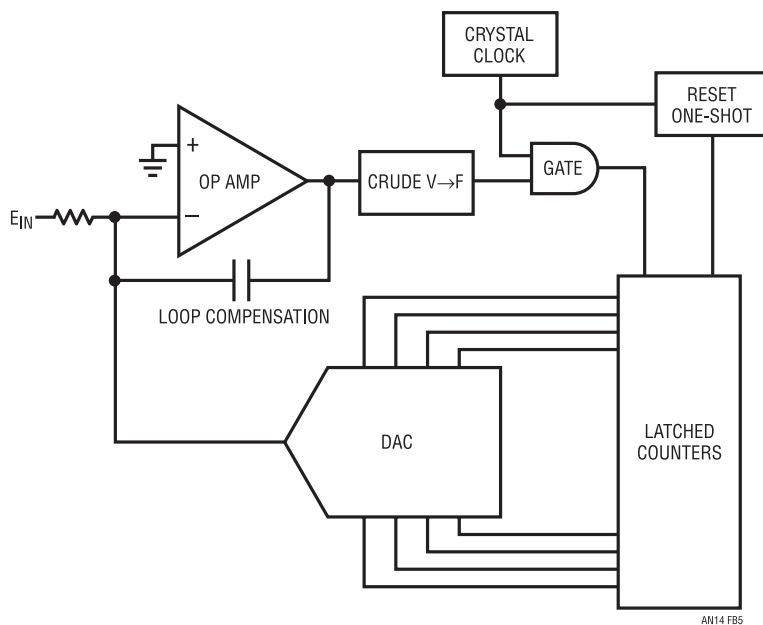 CRYSTAL
CLOCK
RESET
ONE-SHOT
+
OP AMP
CRUDE V→F
GATE
EIN
–
LOOP COMPENSATION
DAC
LATCHED
COUNTERS
AN14 FB5